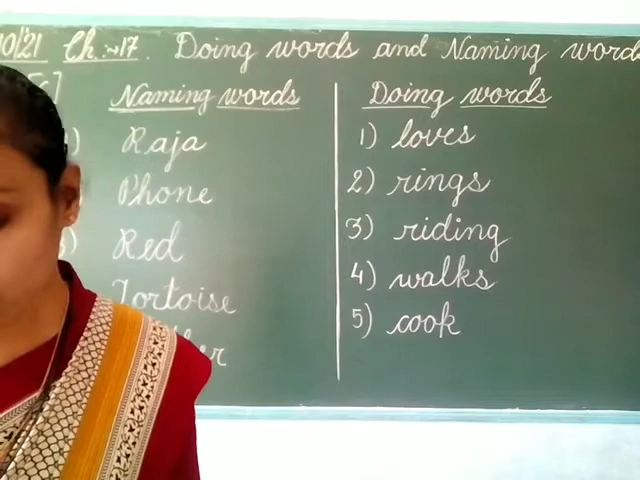 10/21 Ch:~17. Doing words and Naming words
Naming words Doing words
Raja 1) loves
Phone 2) rings
3) Red 3) riding
Tortoise 4) walks
5) cook